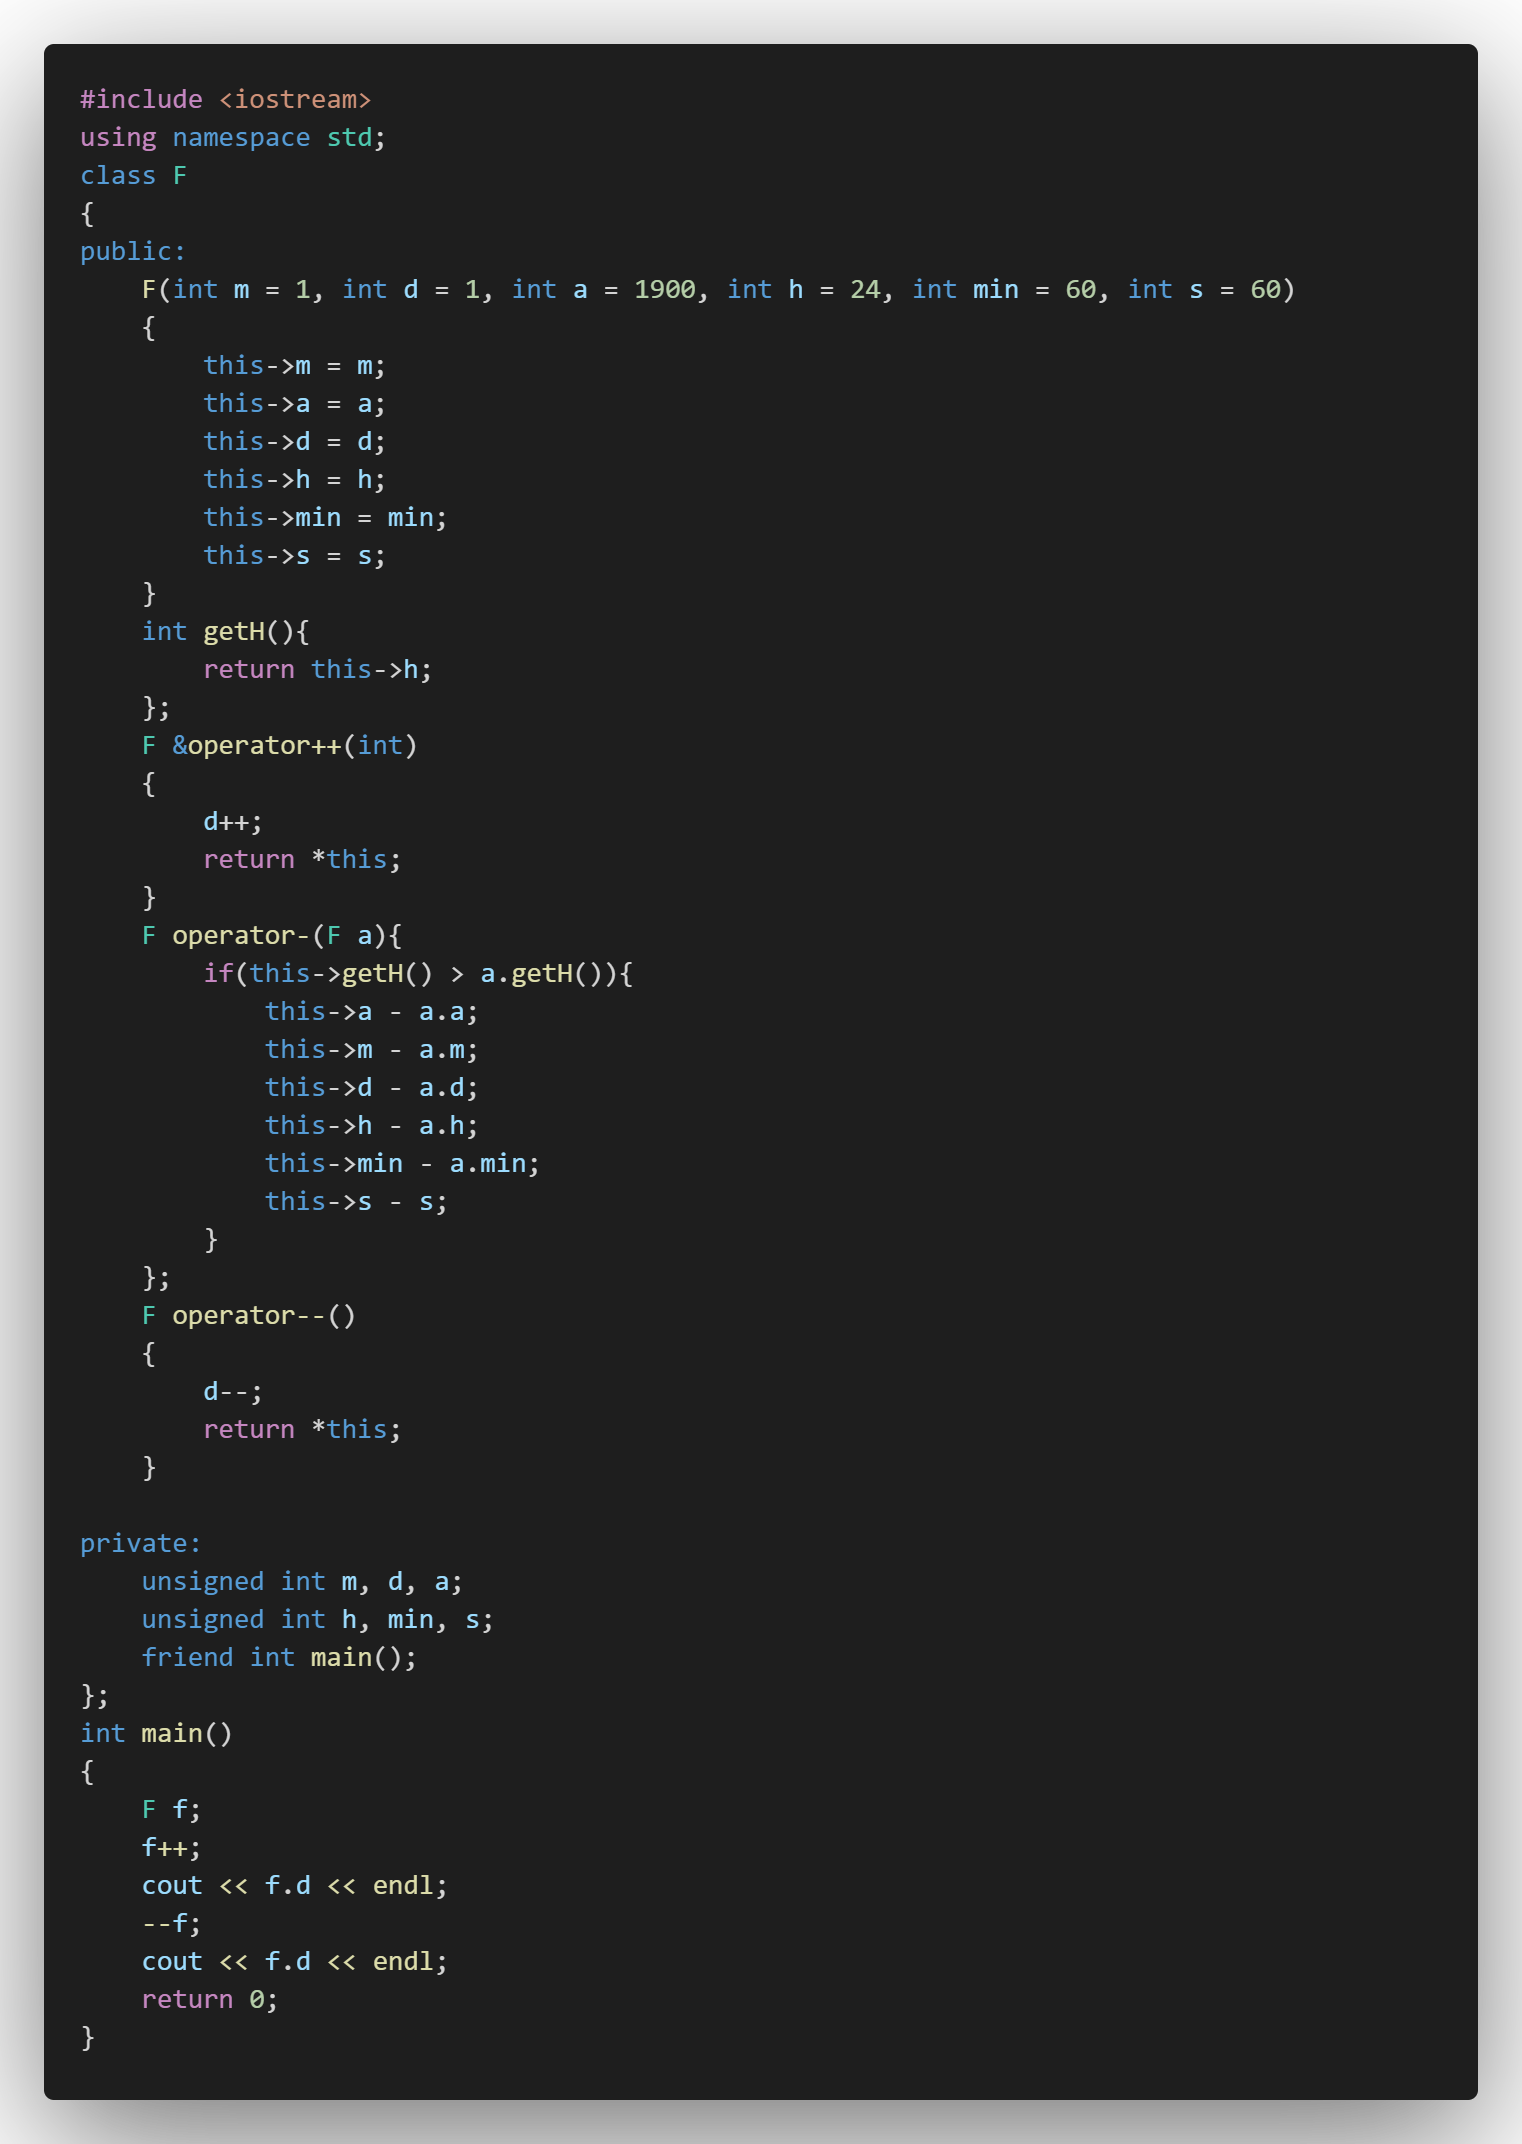 #include <iostream>
using namespace std;
class F
{
public:
    F(int m = 1, int d = 1, int a = 1900, int h = 24, int min = 60, int s = 60)
    {
        this->m = m;
        this->a = a;
        this->d = d;
        this->h = h;
        this->min = min;
        this->s = s;
    }
    int getH(){
        return this->h;
    };
    F &operator++(int)
    {
        d++;
        return *this;
    }
    F operator-(F a){
        if(this->getH() > a.getH()){
            this->a - a.a;
            this->m - a.m;
            this->d - a.d;
            this->h - a.h;
            this->min - a.min;
            this->s - s;
        }
    };
    F operator--()
    {
        d--;
        return *this;
    }

private:
    unsigned int m, d, a;
    unsigned int h, min, s;
    friend int main();
};
int main()
{
    F f;
    f++;
    cout << f.d << endl;
    --f;
    cout << f.d << endl;
    return 0;
}